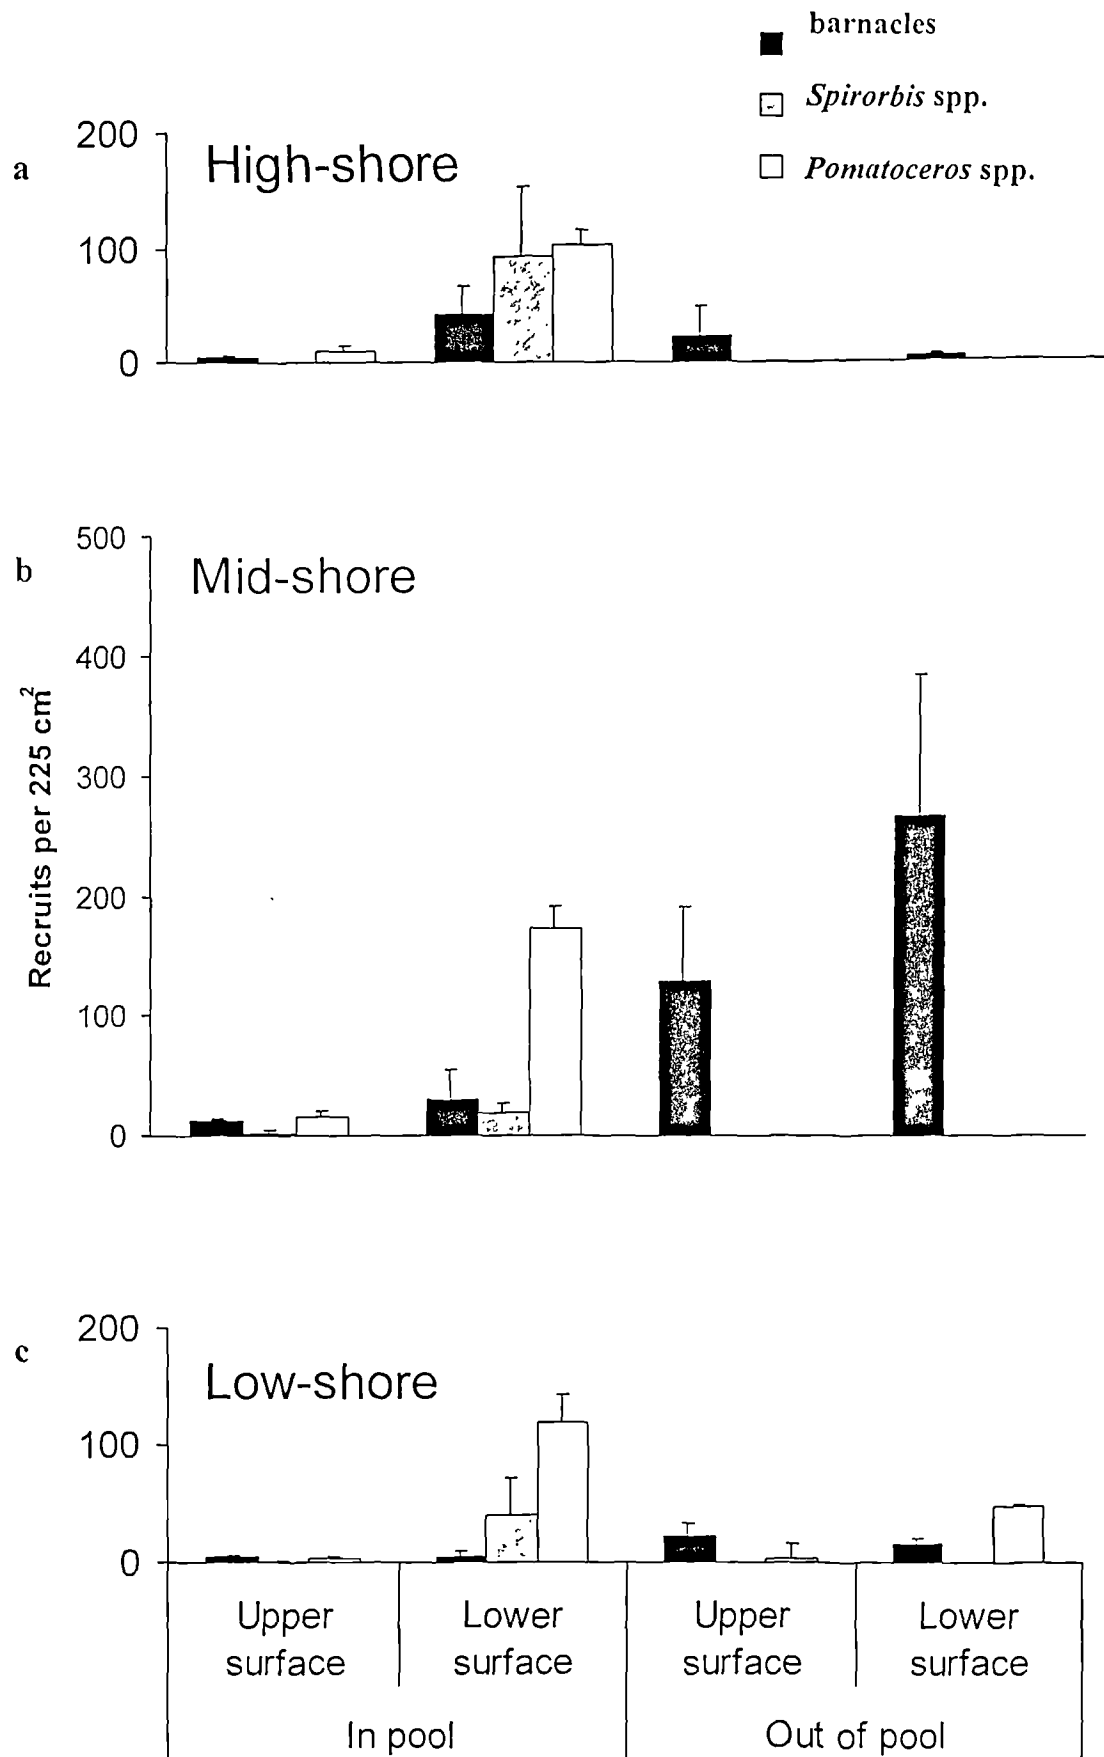 barnacles
Spirorbis spp.
Pomatoceros spp.
a
High-shore
200
100
0
b
Mid-shore
500
400
300
200
100
0
Recruits per 225 cm²
c
Low-shore
200
100
0
Upper surface
Lower surface
Upper surface
Lower surface
In pool
Out of pool